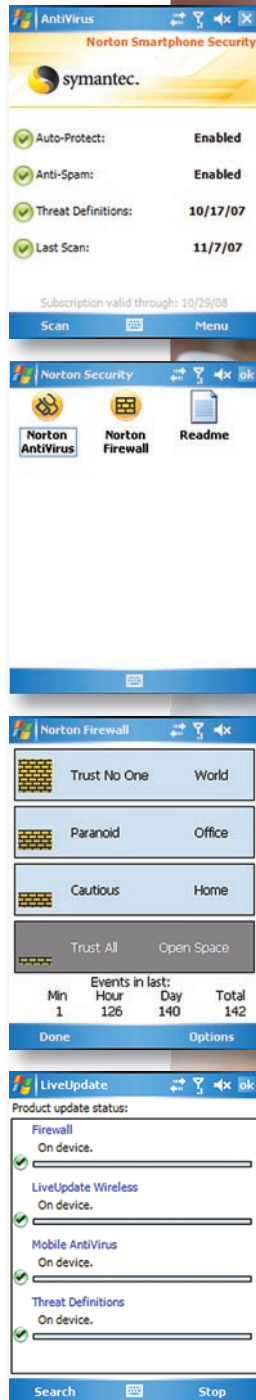 AntiVirus
Norton Smartphone Security
symantec.
Auto-Protect: Enabled
Anti-Spam: Enabled
Threat Definitions: 10/17/07
Last Scan: 11/7/07
Subscription valid through: 10/29/08
Scan Menu
Norton Security ok
Norton AntiVirus
Norton Firewall
Readme
Norton Firewall
Trust No One World
Paranoid Office
Cautious Home
Trust All Open Space
Events in last:
Min Hour Day Total
1 126 140 142
Done Options
LiveUpdate ok
Product update status:
Firewall
On device.
LiveUpdate Wireless
On device.
Mobile AntiVirus
On device.
Threat Definitions
On device.
Search Stop